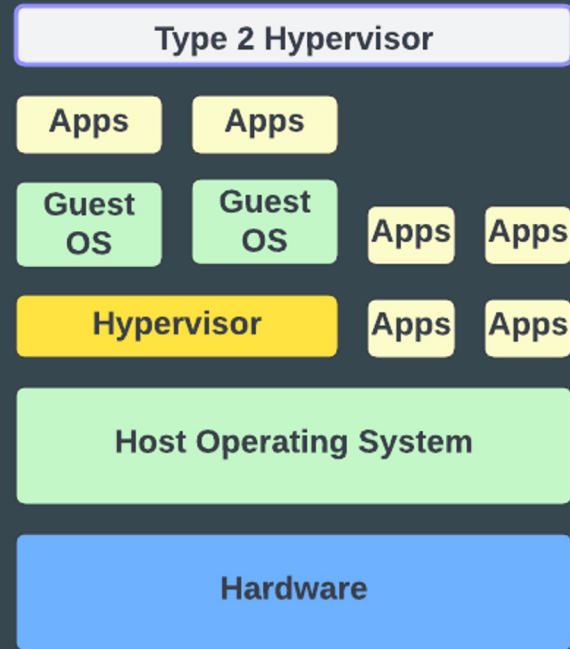 Type 2 Hypervisor
Apps
Apps
Guest
OS
Guest
OS
Apps
Apps
Hypervisor
Apps
Apps
Host Operating System
Hardware